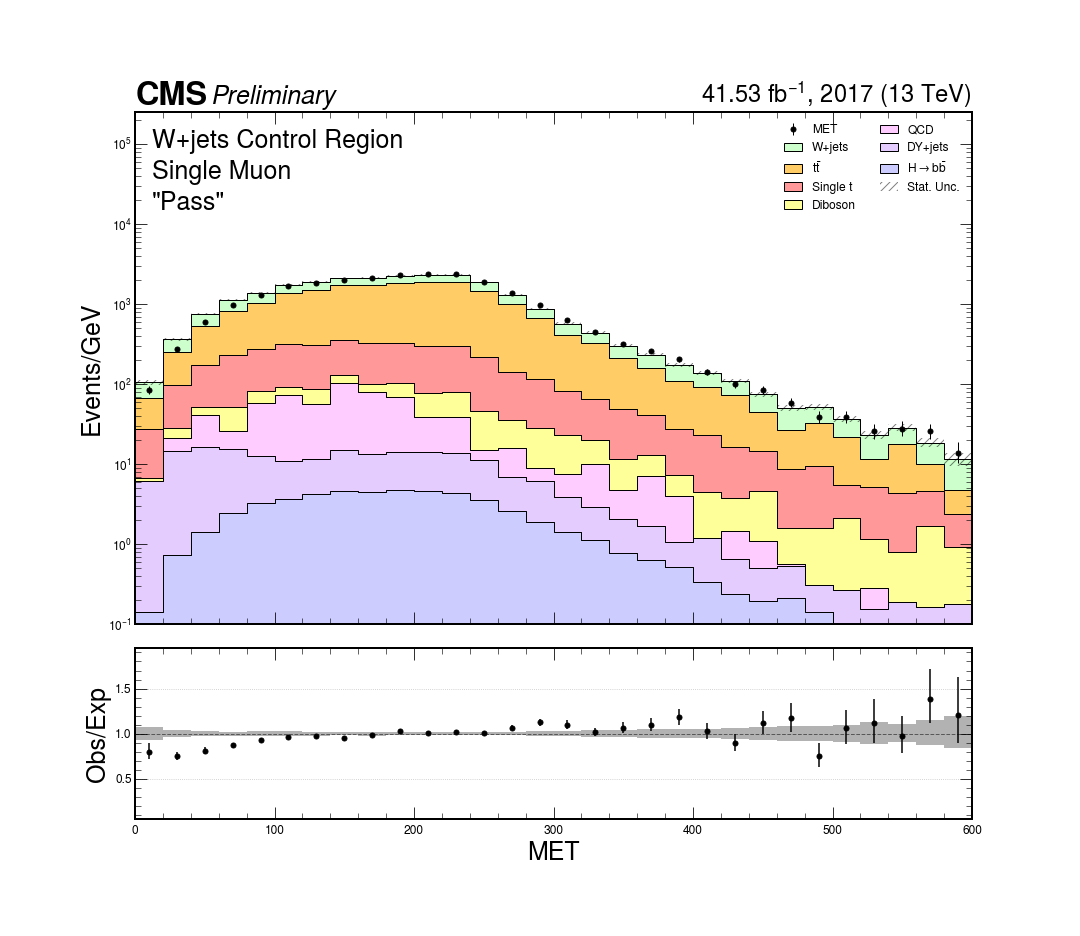 CMS Preliminary 41.53 fb⁻¹, 2017 (13 TeV)
W+jets Control Region
Single Muon
"Pass"
MET
W+jets
tt̄
Single t
Diboson
QCD
DY+jets
H→bb̄
Stat. Unc.
Events/GeV
10⁵
10⁴
10³
10²
10¹
10⁰
10⁻¹
Obs/Exp
1.5
1.0
0.5
0 100 200 300 400 500 600
MET